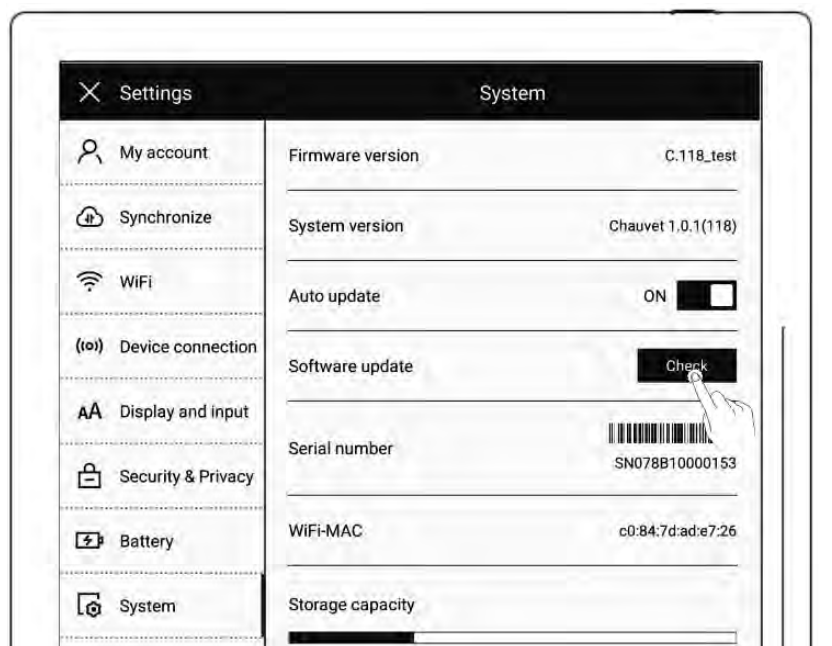 Settings
System
My account
Synchronize
WiFi
Device connection
AA Display and input
Security & Privacy
Battery
System
Firmware version C.118_test
System version Chauvet 1.0.1(118)
Auto update ON
Software update Check
Serial number
SN078B10000153
WiFi-MAC c0:84:7d:ad:e7:26
Storage capacity